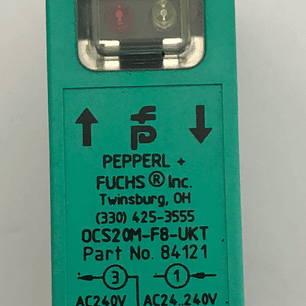 PEPPERL +
FUCHS ® Inc.
Twinsburg, OH
(330) 425-3555
OCS20M-F8-UKT
Part No. 84121
3 1
AC240V AC24..240V